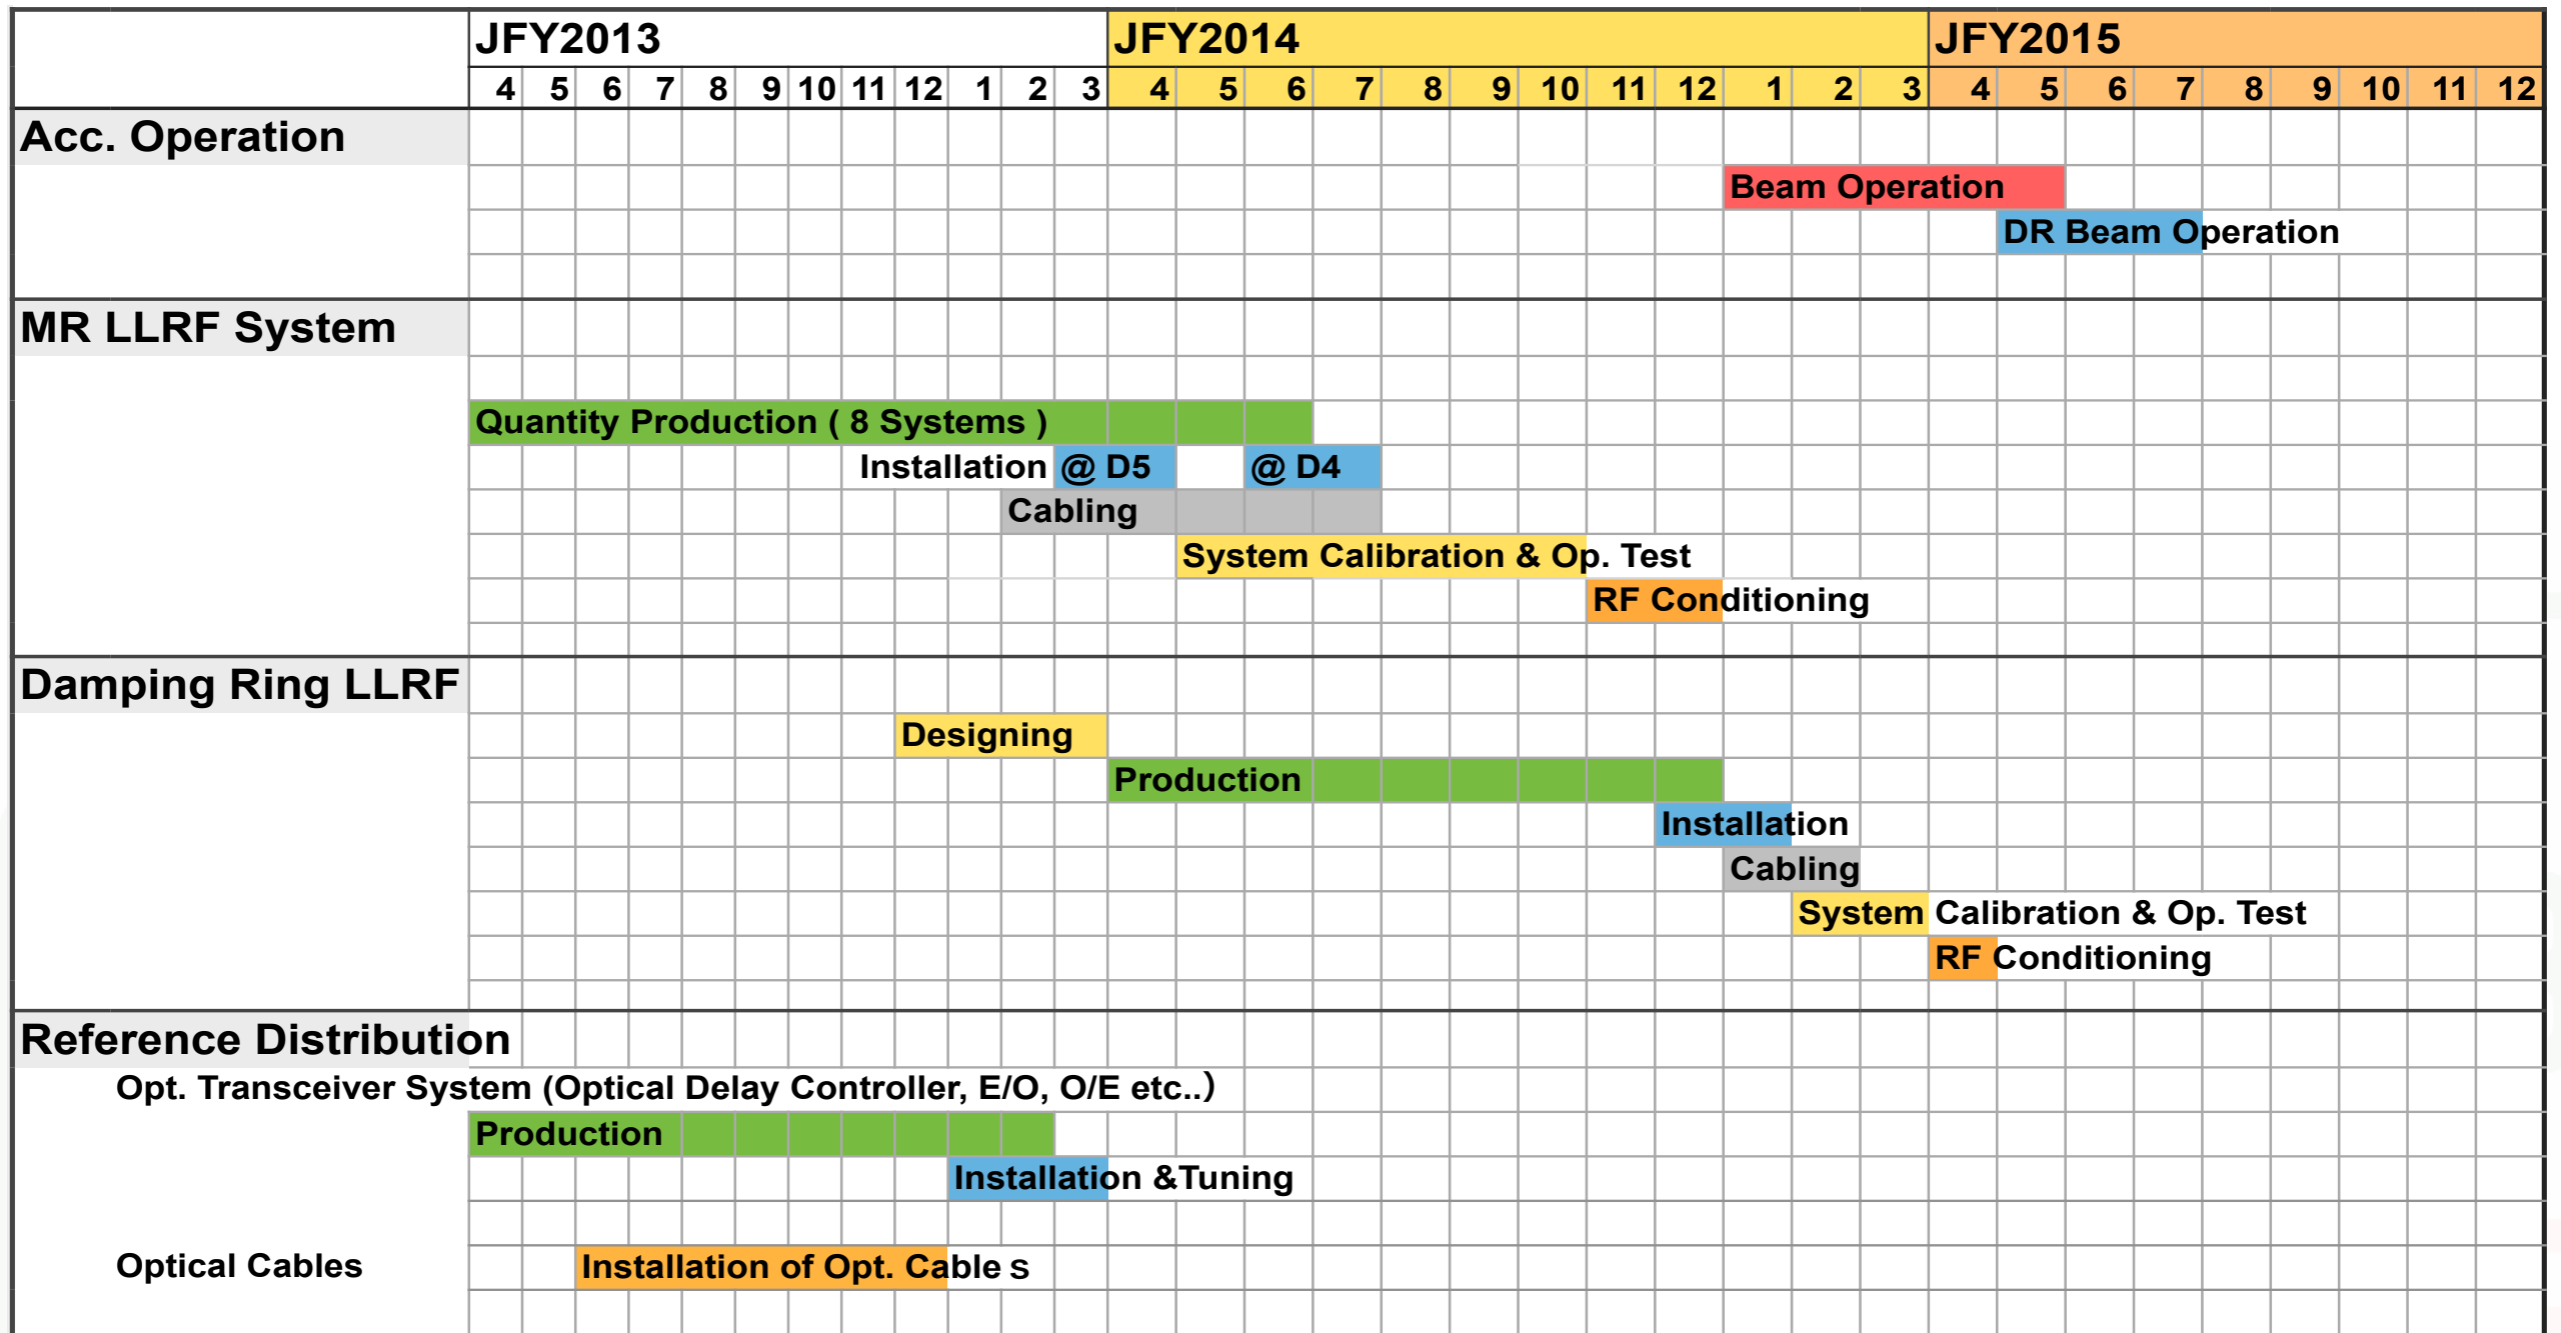 JFY2013 JFY2014 JFY2015
4 5 6 7 8 9 10 11 12 1 2 3 4 5 6 7 8 9 10 11 12 1 2 3 4 5 6 7 8 9 10 11 12
Acc. Operation
Beam Operation
DR Beam Operation
MR LLRF System
Quantity Production ( 8 Systems )
Installation @ D5 @ D4
Cabling
System Calibration & Op. Test
RF Conditioning
Damping Ring LLRF
Designing
Production
Installation
Cabling
System Calibration & Op. Test
RF Conditioning
Reference Distribution
Opt. Transceiver System (Optical Delay Controller, E/O, O/E etc..)
Production
Installation &Tuning
Optical Cables Installation of Opt. Cable s